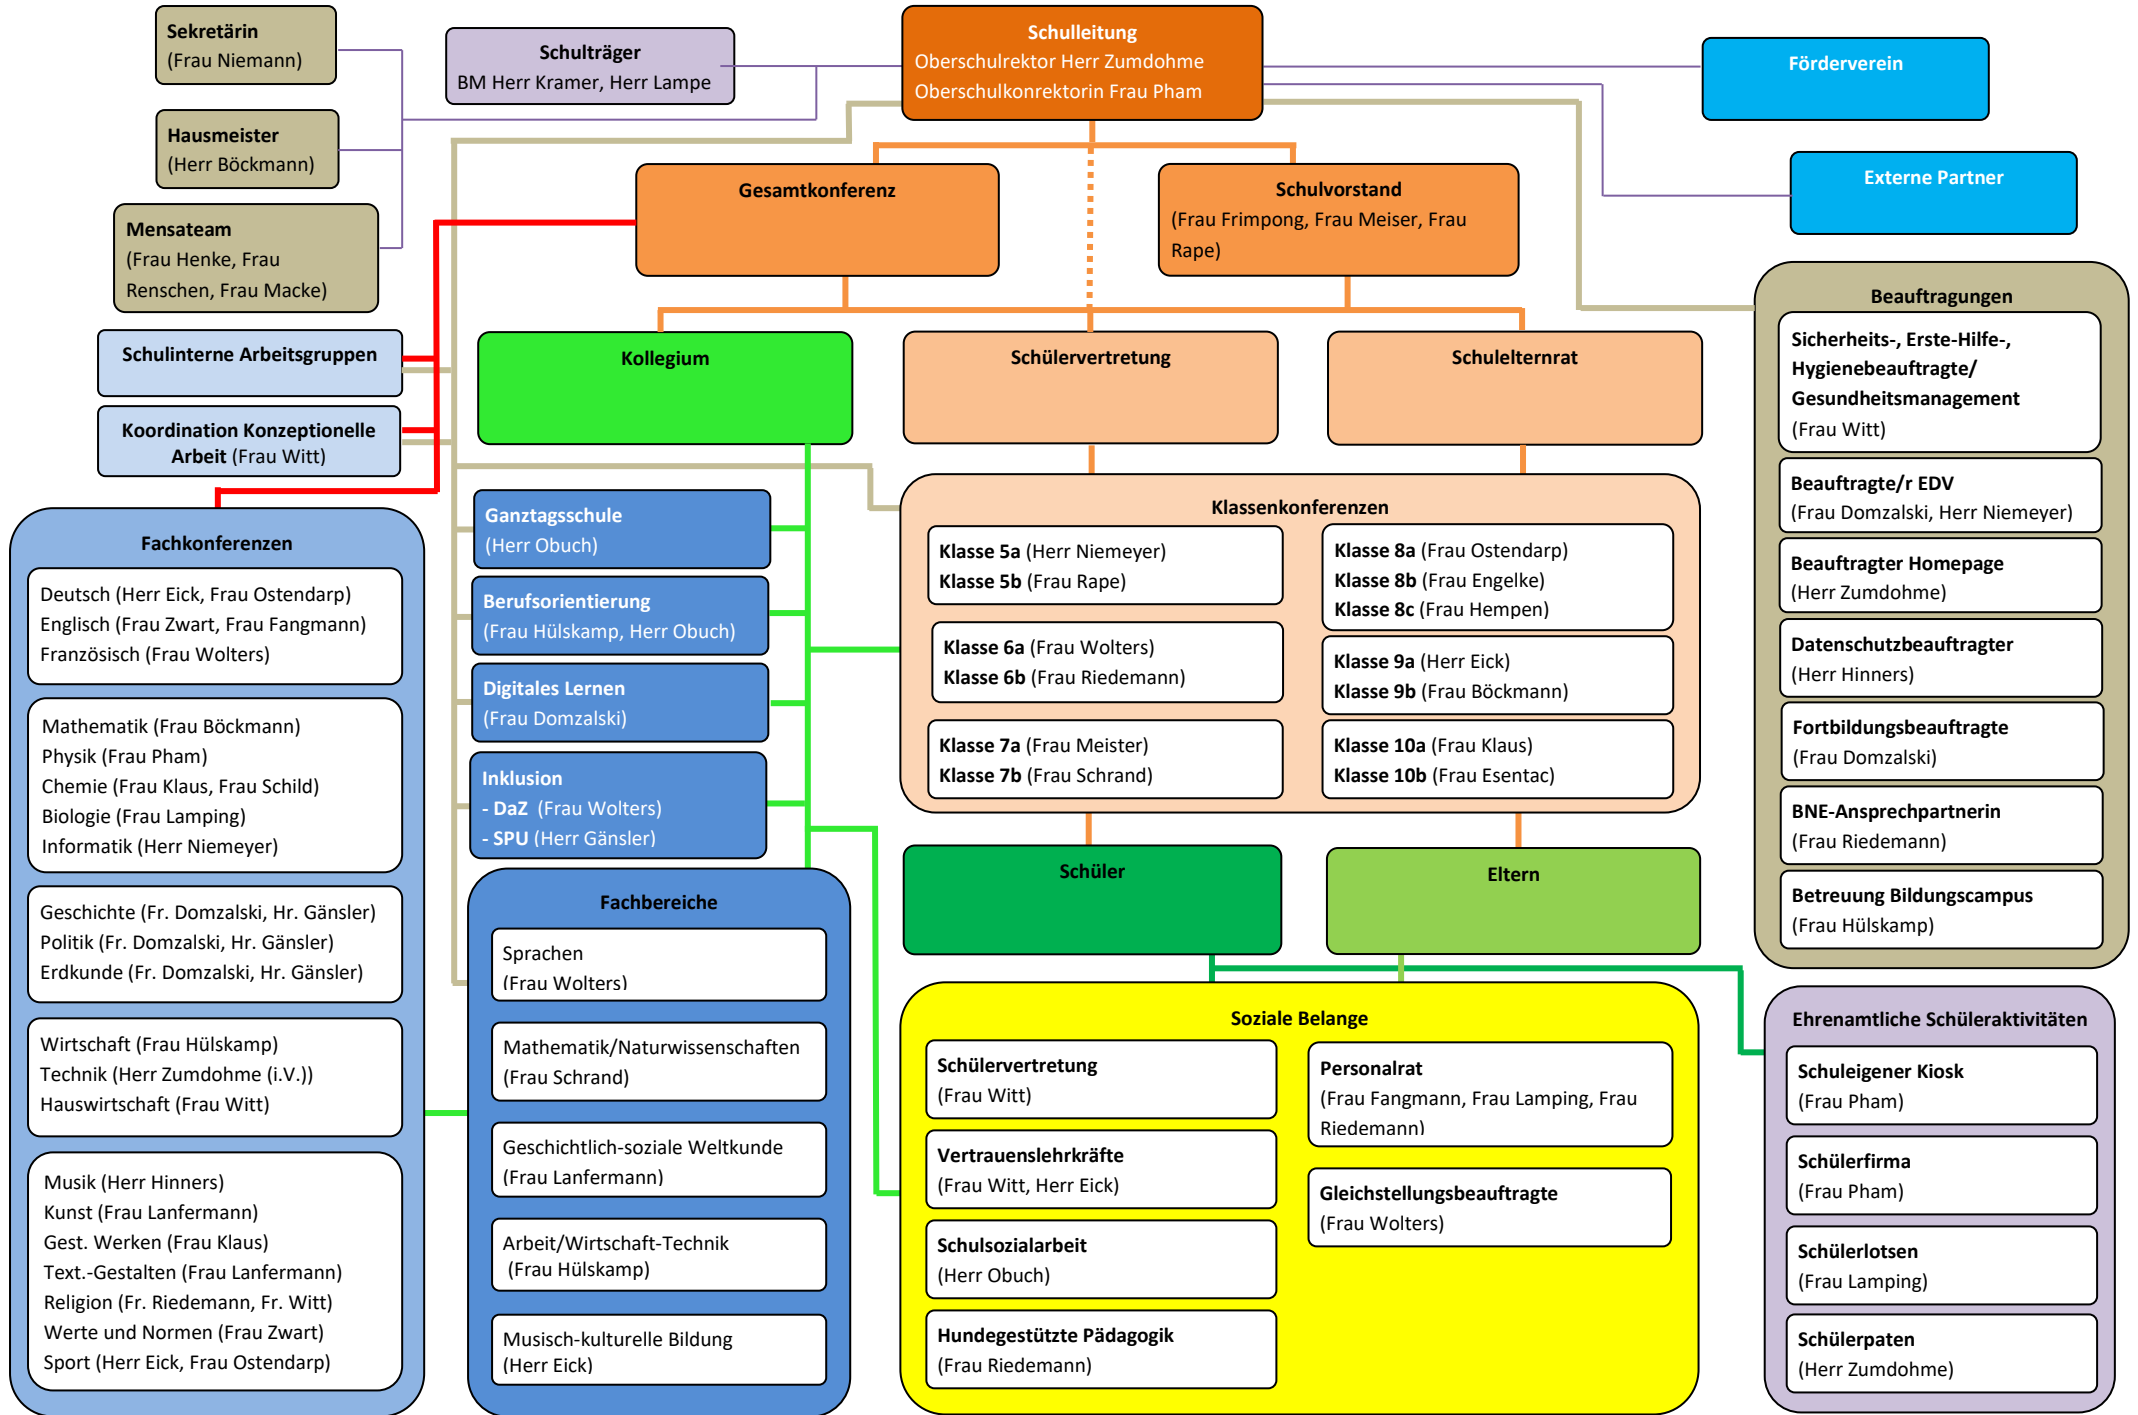 Sekretärin
(Frau Niemann)
Schulträger
BM Herr Kramer, Herr Lampe
Schulleitung
Oberschulrektor Herr Zumdohme
Oberschulkonrektorin Frau Pham
Förderverein
Hausmeister
(Herr Böckmann)
Externe Partner
Mensateam
(Frau Henke, Frau
Renschen, Frau Macke)
Gesamtkonferenz
Schulvorstand
(Frau Frimpong, Frau Meiser, Frau
Rape)
Schulinterne Arbeitsgruppen
Koordination Konzeptionelle
Arbeit (Frau Witt)
Kollegium
Schülervertretung
Schulelternrat
Beauftragungen
Sicherheits-, Erste-Hilfe-,
Hygienebeauftragte/
Gesundheitsmanagement
(Frau Witt)
Beauftragte/r EDV
(Frau Domzalski, Herr Niemeyer)
Beauftragter Homepage
(Herr Zumdohme)
Datenschutzbeauftragter
(Herr Hinners)
Fortbildungsbeauftragte
(Frau Domzalski)
BNE-Ansprechpartnerin
(Frau Riedemann)
Betreuung Bildungscampus
(Frau Hülskamp)
Fachkonferenzen
Deutsch (Herr Eick, Frau Ostendarp)
Englisch (Frau Zwart, Frau Fangmann)
Französisch (Frau Wolters)
Mathematik (Frau Böckmann)
Physik (Frau Pham)
Chemie (Frau Klaus, Frau Schild)
Biologie (Frau Lamping)
Informatik (Herr Niemeyer)
Geschichte (Fr. Domzalski, Hr. Gänsler)
Politik (Fr. Domzalski, Hr. Gänsler)
Erdkunde (Fr. Domzalski, Hr. Gänsler)
Wirtschaft (Frau Hülskamp)
Technik (Herr Zumdohme (i.V.))
Hauswirtschaft (Frau Witt)
Musik (Herr Hinners)
Kunst (Frau Lanfermann)
Gest. Werken (Frau Klaus)
Text.-Gestalten (Frau Lanfermann)
Religion (Fr. Riedemann, Fr. Witt)
Werte und Normen (Frau Zwart)
Sport (Herr Eick, Frau Ostendarp)
Ganztagsschule
(Herr Obuch)
Berufsorientierung
(Frau Hülskamp, Herr Obuch)
Digitales Lernen
(Frau Domzalski)
Inklusion
- DaZ (Frau Wolters)
- SPU (Herr Gänsler)
Fachbereiche
Sprachen
(Frau Wolters)
Mathematik/Naturwissenschaften
(Frau Schrand)
Geschichtlich-soziale Weltkunde
(Frau Lanfermann)
Arbeit/Wirtschaft-Technik
(Frau Hülskamp)
Musisch-kulturelle Bildung
(Herr Eick)
Klassenkonferenzen
Klasse 5a (Herr Niemeyer)
Klasse 5b (Frau Rape)
Klasse 6a (Frau Wolters)
Klasse 6b (Frau Riedemann)
Klasse 7a (Frau Meister)
Klasse 7b (Frau Schrand)
Klasse 8a (Frau Ostendarp)
Klasse 8b (Frau Engelke)
Klasse 8c (Frau Hempen)
Klasse 9a (Herr Eick)
Klasse 9b (Frau Böckmann)
Klasse 10a (Frau Klaus)
Klasse 10b (Frau Esentac)
Schüler
Eltern
Soziale Belange
Schülervertretung
(Frau Witt)
Vertrauenslehrkräfte
(Frau Witt, Herr Eick)
Schulsozialarbeit
(Herr Obuch)
Hundegestützte Pädagogik
(Frau Riedemann)
Personalrat
(Frau Fangmann, Frau Lamping, Frau
Riedemann)
Gleichstellungsbeauftragte
(Frau Wolters)
Ehrenamtliche Schüleraktivitäten
Schuleigener Kiosk
(Frau Pham)
Schülerfirma
(Frau Pham)
Schülerlotsen
(Frau Lamping)
Schülerpaten
(Herr Zumdohme)